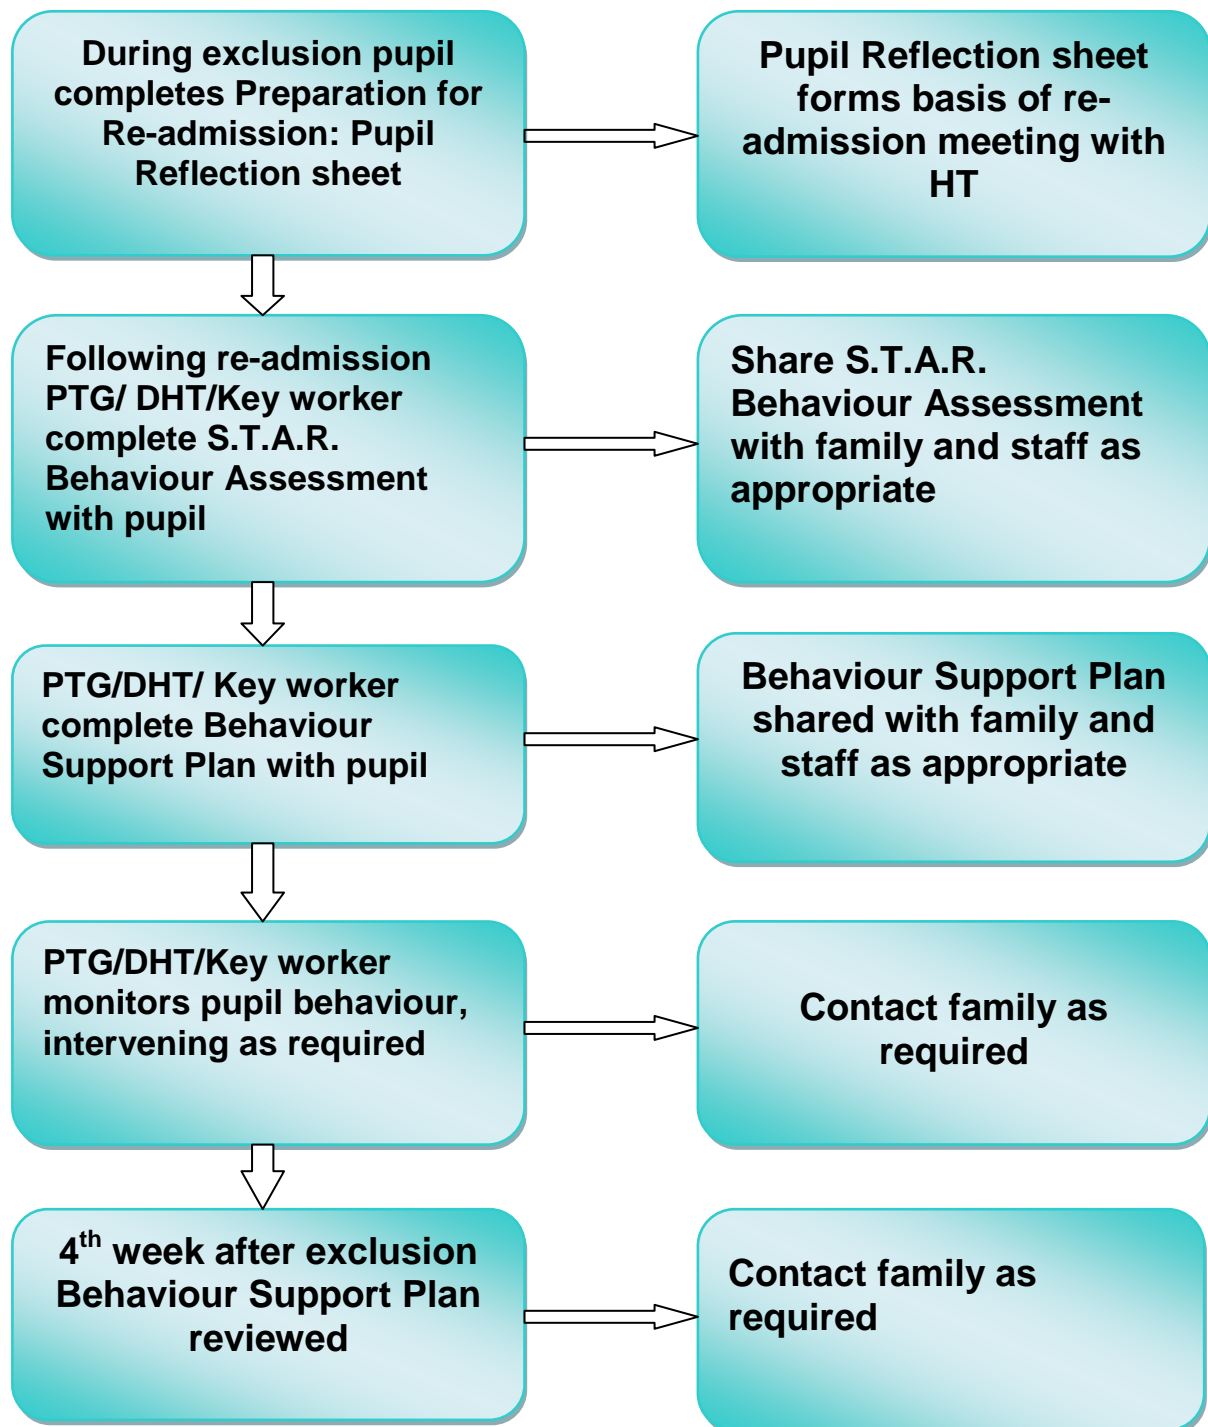 During exclusion pupil
completes Preparation for
Re-admission: Pupil
Reflection sheet
Pupil Reflection sheet
forms basis of re-
admission meeting with
HT
Following re-admission
PTG/ DHT/Key worker
complete S.T.A.R.
Behaviour Assessment
with pupil
Share S.T.A.R.
Behaviour Assessment
with family and staff as
appropriate
PTG/DHT/ Key worker
complete Behaviour
Support Plan with pupil
Behaviour Support Plan
shared with family and
staff as appropriate
PTG/DHT/Key worker
monitors pupil behaviour,
intervening as required
Contact family as
required
4th week after exclusion
Behaviour Support Plan
reviewed
Contact family as
required